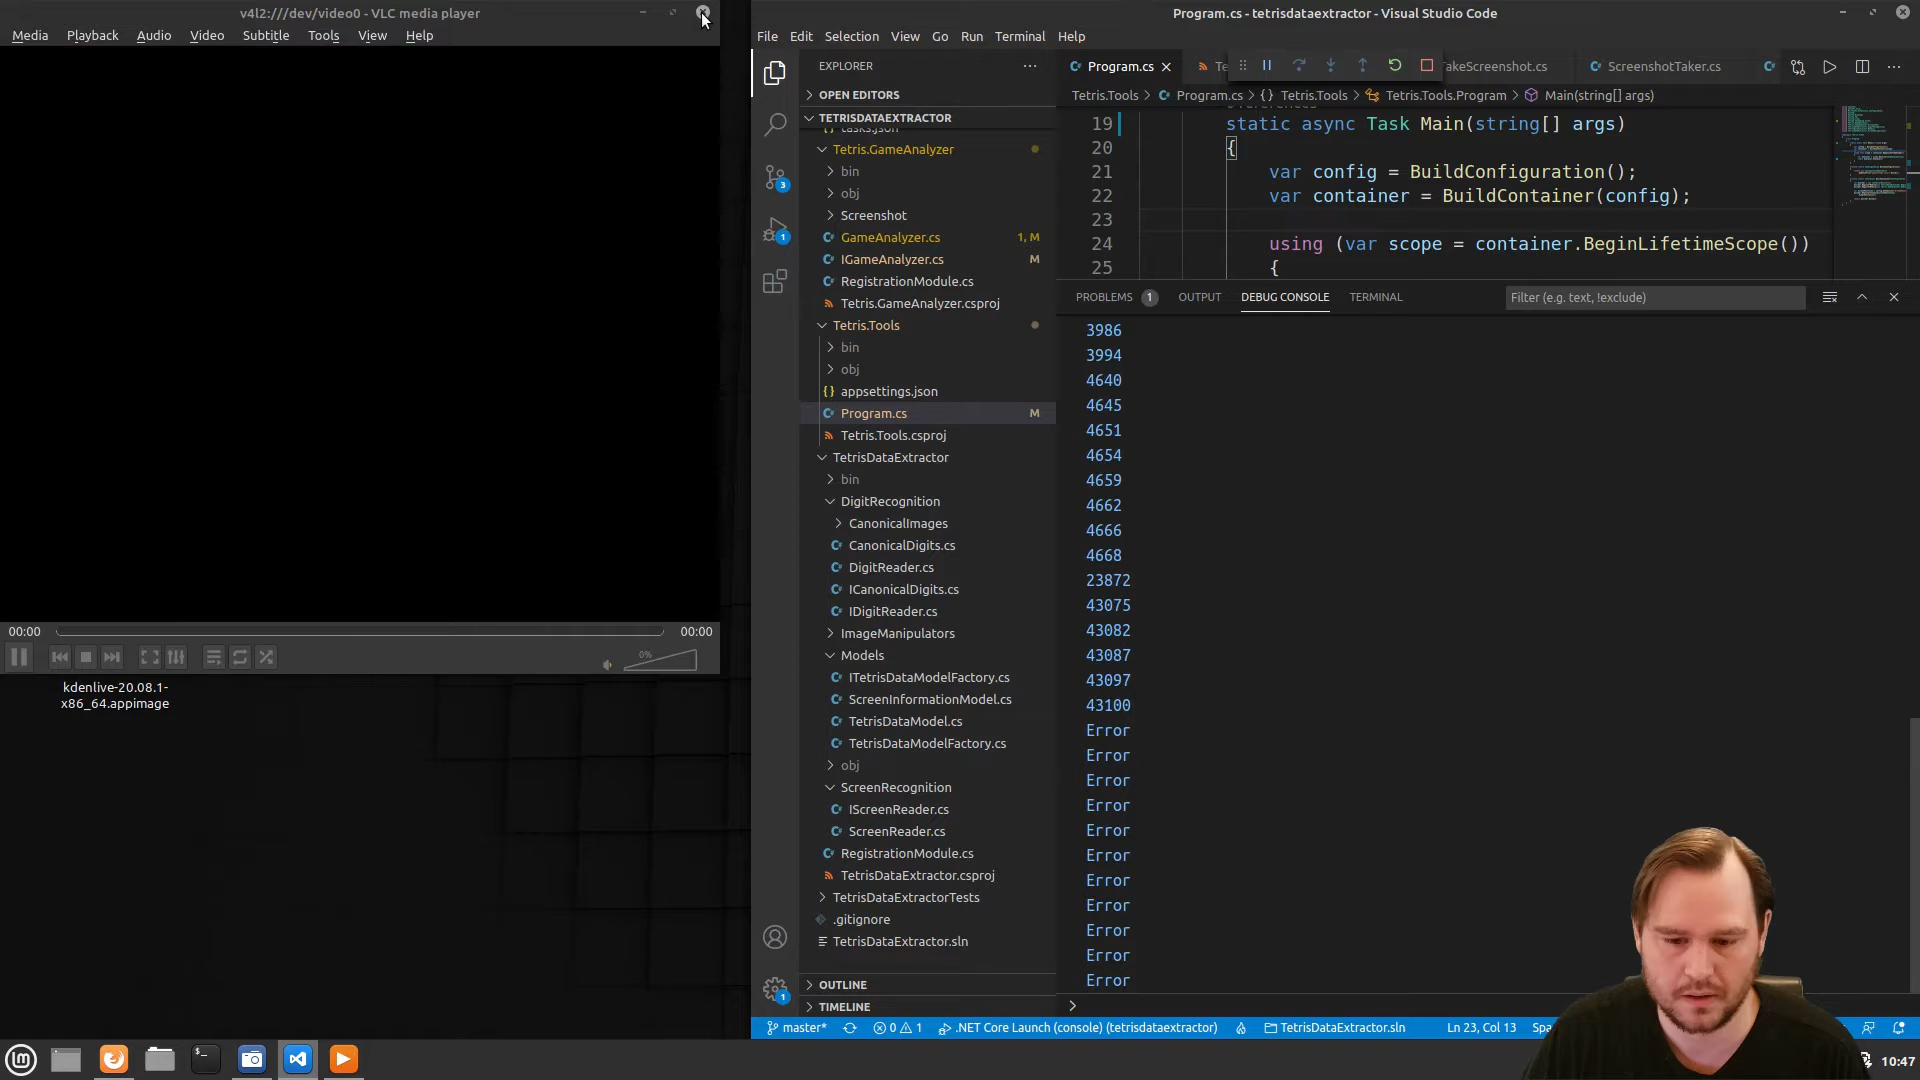 v4l2:///dev/video0 - VLC media player
Media Playback Audio Video Subtitle Tools View Help
00:00 00:00
0%
kdenlive-20.08.1-
x86_64.appimage
Program.cs - tetrisdataextractor - Visual Studio Code
File Edit Selection View Go Run Terminal Help
EXPLORER
OPEN EDITORS
TETRISDATAEXTRACTOR
tasks.json
Tetris.GameAnalyzer
bin
obj
Screenshot
GameAnalyzer.cs 1, M
IGameAnalyzer.cs M
RegistrationModule.cs
Tetris.GameAnalyzer.csproj
Tetris.Tools
bin
obj
appsettings.json
Program.cs M
Tetris.Tools.csproj
TetrisDataExtractor
bin
DigitRecognition
CanonicalImages
CanonicalDigits.cs
DigitReader.cs
ICanonicalDigits.cs
IDigitReader.cs
ImageManipulators
Models
ITetrisDataModelFactory.cs
ScreenInformationModel.cs
TetrisDataModel.cs
TetrisDataModelFactory.cs
obj
ScreenRecognition
IScreenReader.cs
ScreenReader.cs
RegistrationModule.cs
TetrisDataExtractor.csproj
TetrisDataExtractorTests
.gitignore
TetrisDataExtractor.sln
OUTLINE
TIMELINE
3
1
1
Program.cs Te akeScreenshot.cs ScreenshotTaker.cs
Tetris.Tools > Program.cs > {} Tetris.Tools > Tetris.Tools.Program > Main(string[] args)
19 static async Task Main(string[] args)
20 {
21 var config = BuildConfiguration();
22 var container = BuildContainer(config);
23
24 using (var scope = container.BeginLifetimeScope())
25 {
PROBLEMS 1 OUTPUT DEBUG CONSOLE TERMINAL Filter (e.g. text, !exclude)
3986
3994
4640
4645
4651
4654
4659
4662
4666
4668
23872
43075
43082
43087
43097
43100
Error
Error
Error
Error
Error
Error
Error
Error
Error
Error
Error
>
master* 0 1 .NET Core Launch (console) (tetrisdataextractor) TetrisDataExtractor.sln Ln 23, Col 13 Spa
10:47